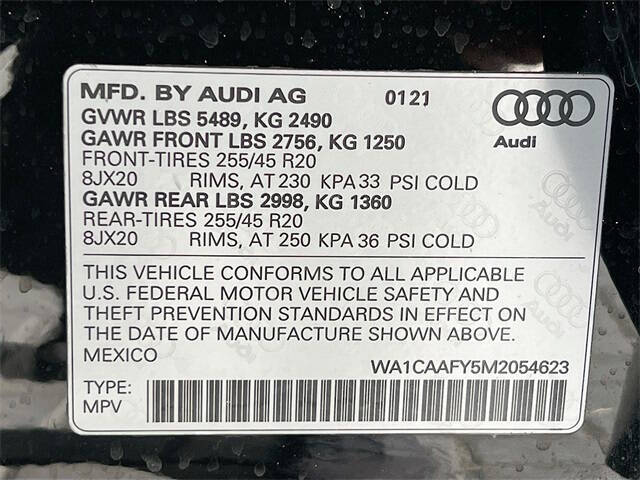 MFD. BY AUDI AG 0121
GVWR LBS 5489, KG 2490
GAWR FRONT LBS 2756, KG 1250
Audi
FRONT-TIRES 255/45 R20
8JX20 RIMS, AT 230 KPA 33 PSI COLD
GAWR REAR LBS 2998, KG 1360
REAR-TIRES 255/45 R20
8JX20 RIMS, AT 250 KPA 36 PSI COLD
THIS VEHICLE CONFORMS TO ALL APPLICABLE
U.S. FEDERAL MOTOR VEHICLE SAFETY AND
THEFT PREVENTION STANDARDS IN EFFECT ON
THE DATE OF MANUFACTURE SHOWN ABOVE.
MEXICO WA1CAAFY5M2054623
TYPE:
MPV
Audi
Audi